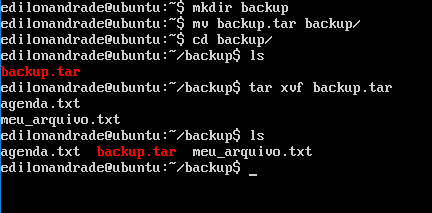 edilonandrade@ubuntu:~$ mkdir backup
edilonandrade@ubuntu:~$ mv backup.tar backup/
edilonandrade@ubuntu:~$ cd backup/
edilonandrade@ubuntu:~/backup$ ls
backup.tar
edilonandrade@ubuntu:~/backup$ tar xvf backup.tar
agenda.txt
meu_arquivo.txt
edilonandrade@ubuntu:~/backup$ ls
agenda.txt  backup.tar  meu_arquivo.txt
edilonandrade@ubuntu:~/backup$ _